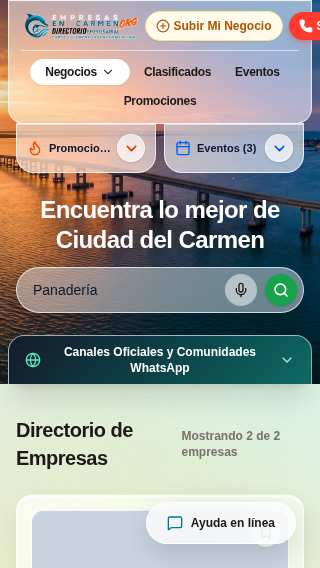 EMPRESAS
EN CARMEN.ORG
DIRECTORIO EMPRESARIAL
Subir Mi Negocio
S
Negocios
Clasificados
Eventos
Promociones
Promocio...
Eventos (3)
Encuentra lo mejor de
Ciudad del Carmen
Panadería
Canales Oficiales y Comunidades
WhatsApp
Directorio de
Empresas
Mostrando 2 de 2
empresas
Ayuda en línea